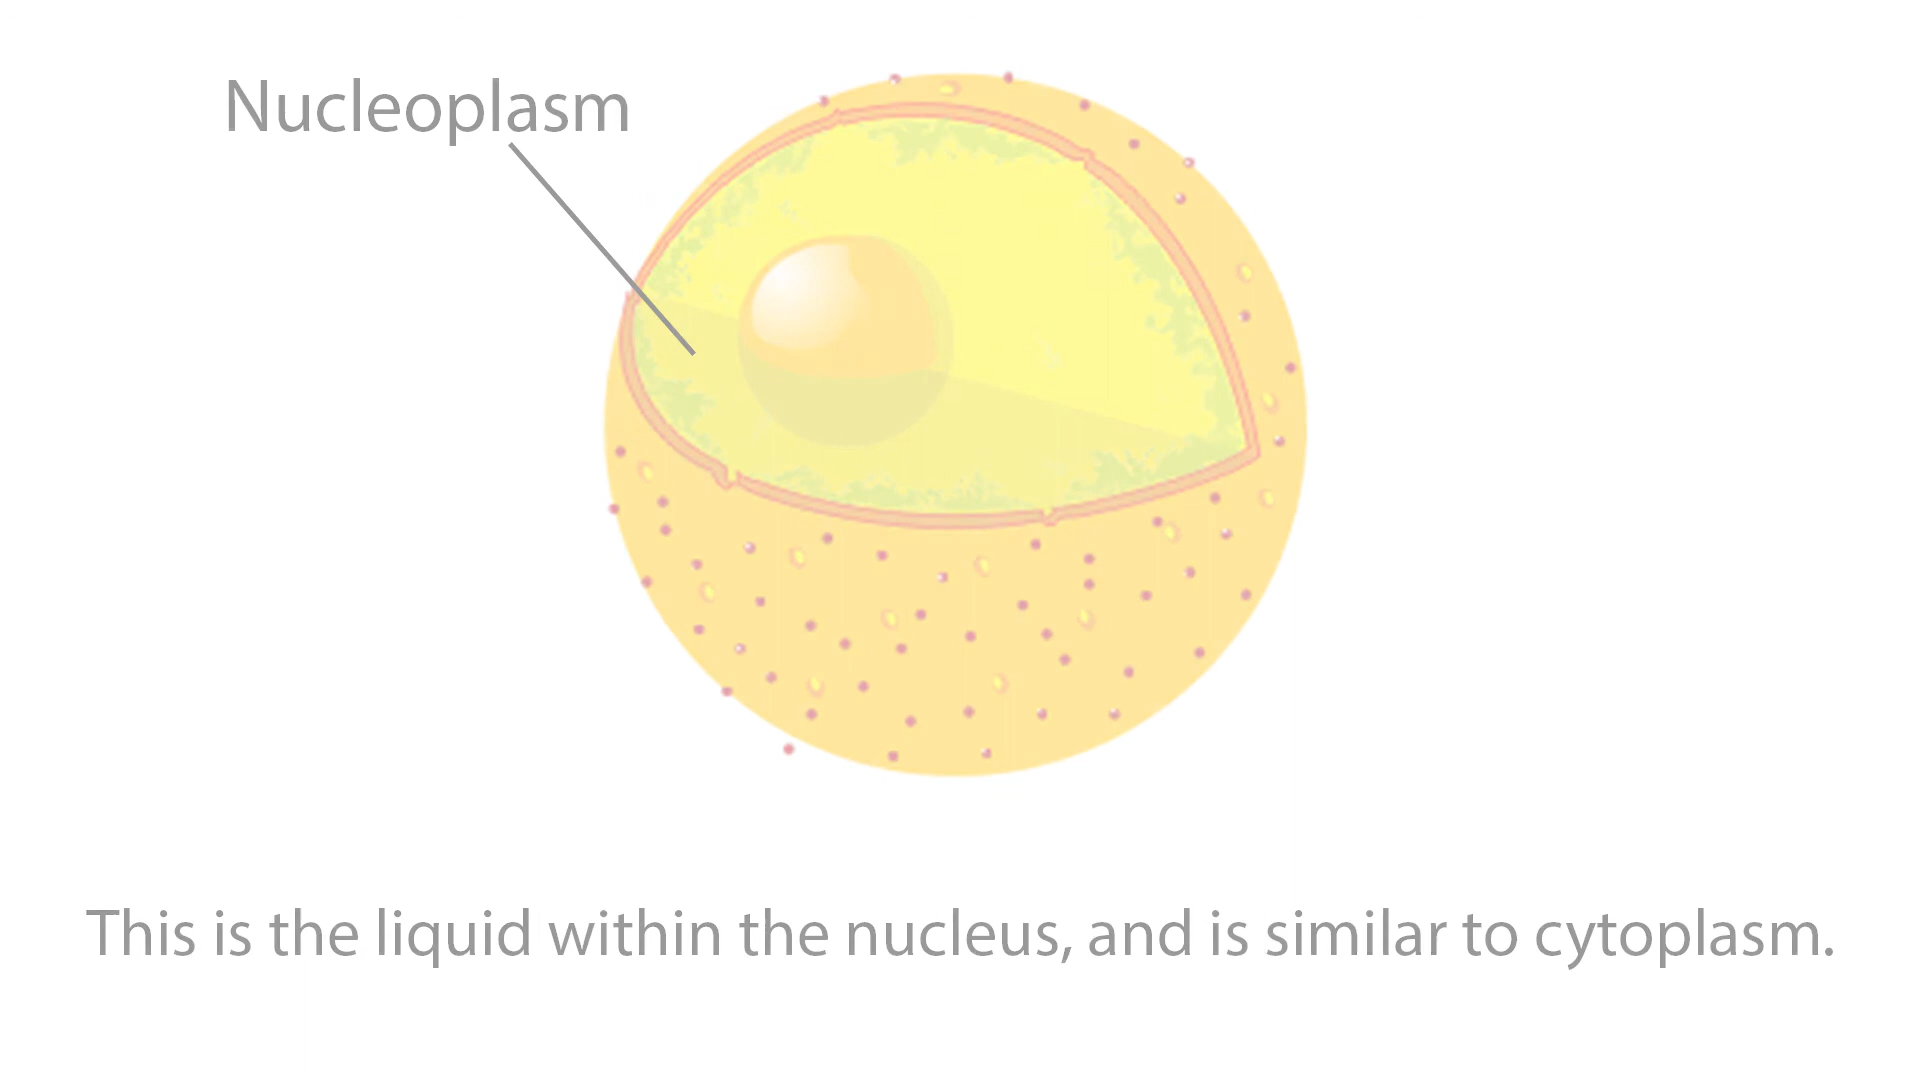 Nucleoplasm
This is the liquid within the nucleus, and is similar to cytoplasm.